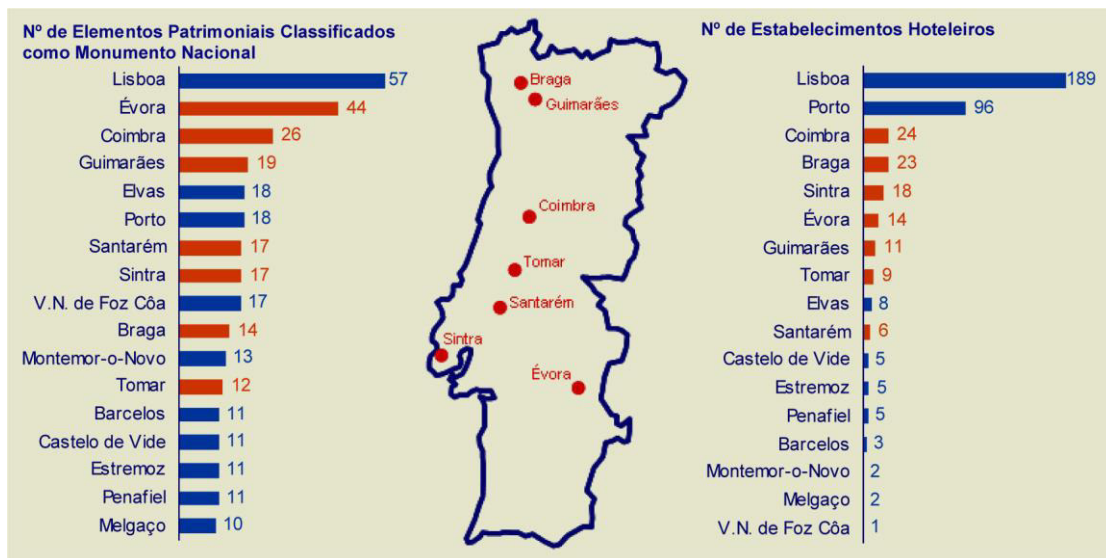 Nº de Elementos Patrimoniais Classificados
como Monumento Nacional
Lisboa 57
Évora 44
Coimbra 26
Guimarães 19
Elvas 18
Porto 18
Santarém 17
Sintra 17
V.N. de Foz Côa 17
Braga 14
Montemor-o-Novo 13
Tomar 12
Barcelos 11
Castelo de Vide 11
Estremoz 11
Penafiel 11
Melgaço 10
Braga
Guimarães
Coimbra
Tomar
Santarém
Sintra
Évora
Nº de Estabelecimentos Hoteleiros
Lisboa 189
Porto 96
Coimbra 24
Braga 23
Sintra 18
Évora 14
Guimarães 11
Tomar 9
Elvas 8
Santarém 6
Castelo de Vide 5
Estremoz 5
Penafiel 5
Barcelos 3
Montemor-o-Novo 2
Melgaço 2
V.N. de Foz Côa 1